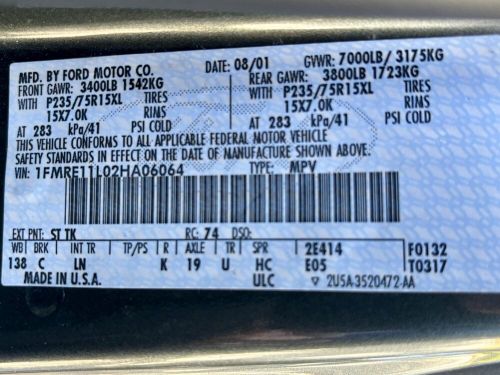 MFD. BY FORD MOTOR CO. DATE: 08/01 GVWR: 7000LB/ 3175KG
FRONT GAWR: 3400LB 1542KG REAR GAWR: 3800LB 1723KG
WITH P235/75R15XL TIRES WITH P235/75R15XL TIRES
15X7.0K RINS 15X7.0K RINS
AT 283 kPa/41 PSI COLD AT 283 kPa/41 PSI COLD
THIS VEHICLE CONFORMS TO ALL APPLICABLE FEDERAL MOTOR VEHICLE
SAFETY STANDARDS IN EFFECT ON THE DATE OF MANUFACTURE SHOWN ABOVE.
VIN: 1FMRE11L02HA06064 TYPE: MPV
EXT PNT: ST TK RC: 74 DSO:
WB BRK INT TR TP/PS R AXLE TR SPR 2E414 F0132
138 C LN K 19 U HC E05 T0317
MADE IN U.S.A. ULC ▽ 2U5A-3520472-AA